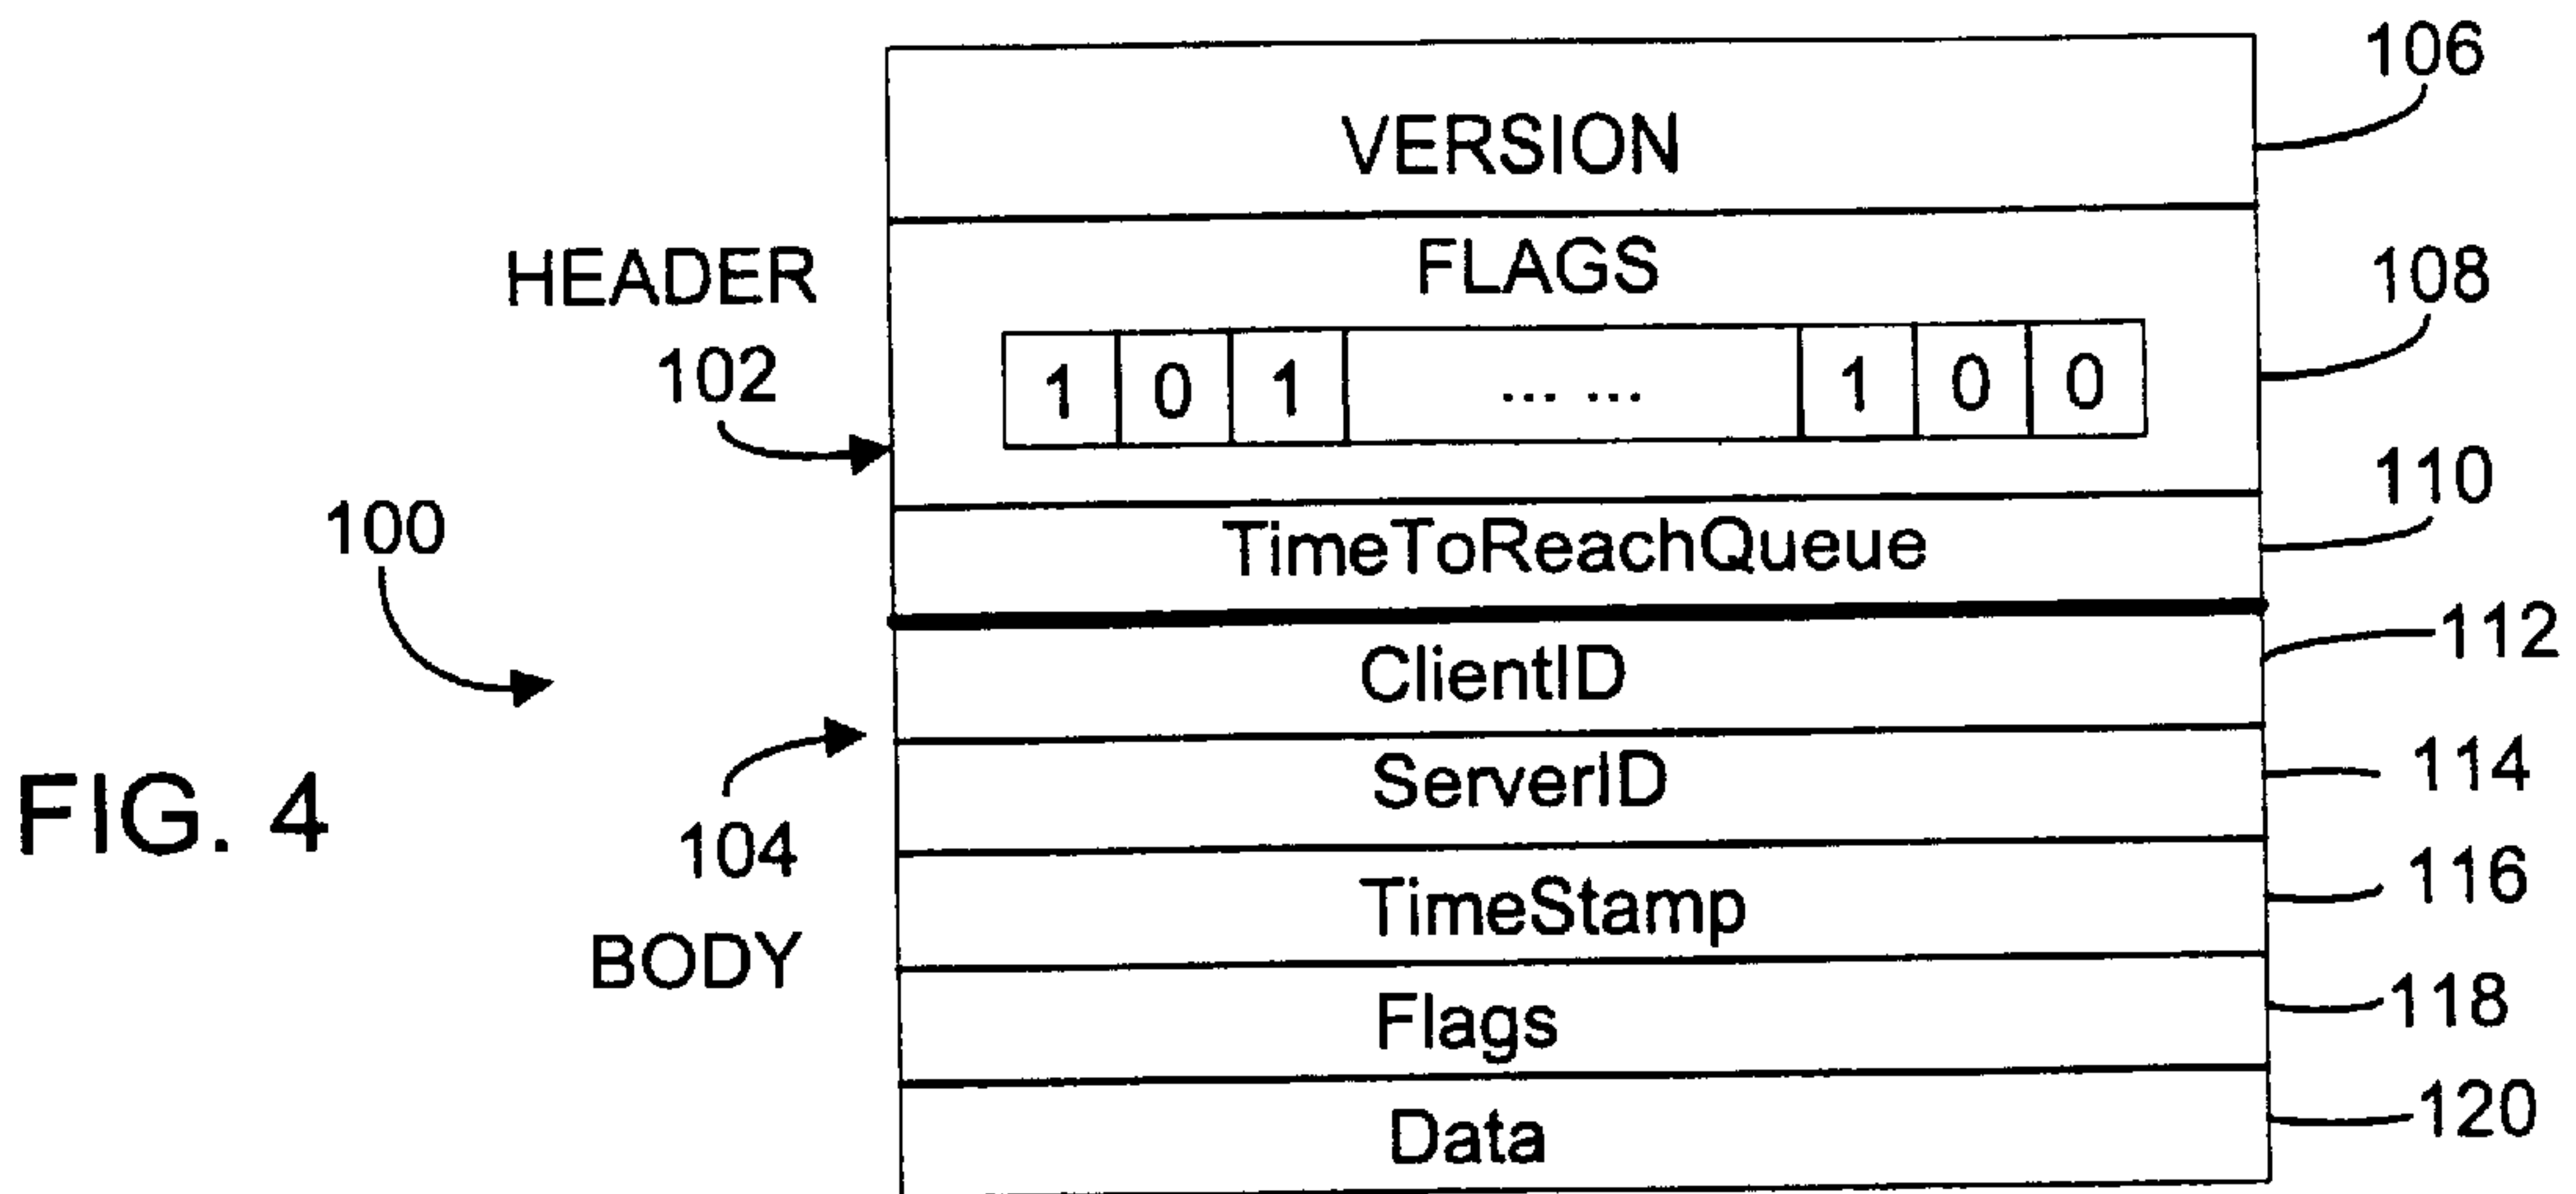 106
VERSION
HEADER
FLAGS
108
102
1 0 1 ... ... 1 0 0
110
100
TimeToReachQueue
112
ClientID
114
ServerID
FIG. 4
104
116
TimeStamp
BODY
118
Flags
120
Data